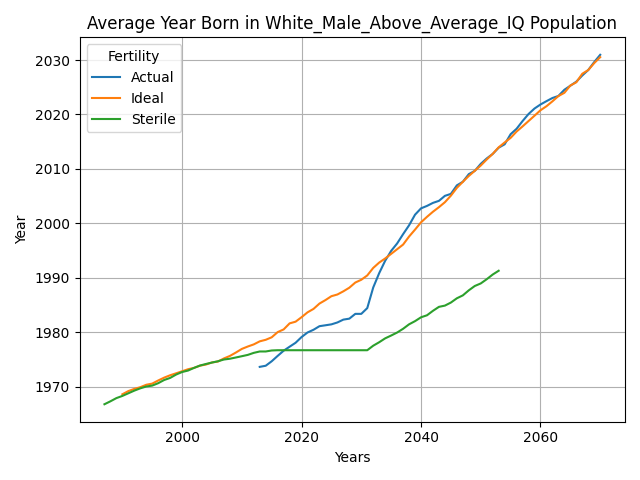 Average Year Born in White_Male_Above_Average_IQ Population
Fertility
Actual
Ideal
Sterile
2030
2020
2010
2000
1990
1980
1970
Year
2000 2020 2040 2060
Years